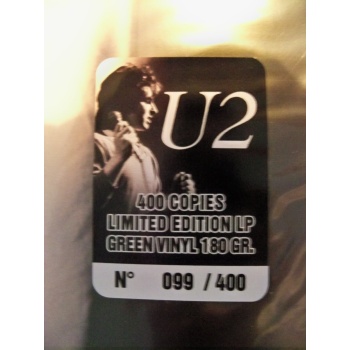 U2
400 COPIES
LIMITED EDITION LP
GREEN VINYL 180 GR.
N° 099 / 400